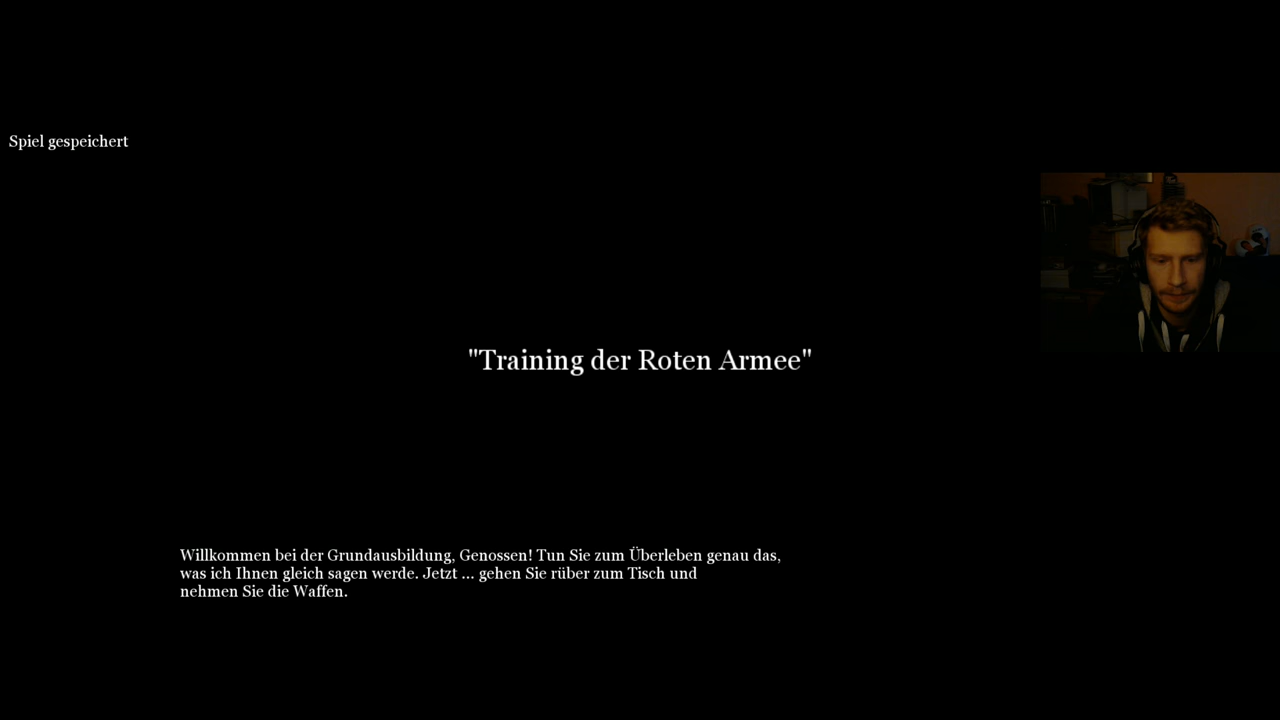 Spiel gespeichert
"Training der Roten Armee"
Willkommen bei der Grundausbildung, Genossen! Tun Sie zum Überleben genau das,
was ich Ihnen gleich sagen werde. Jetzt ... gehen Sie rüber zum Tisch und
nehmen Sie die Waffen.